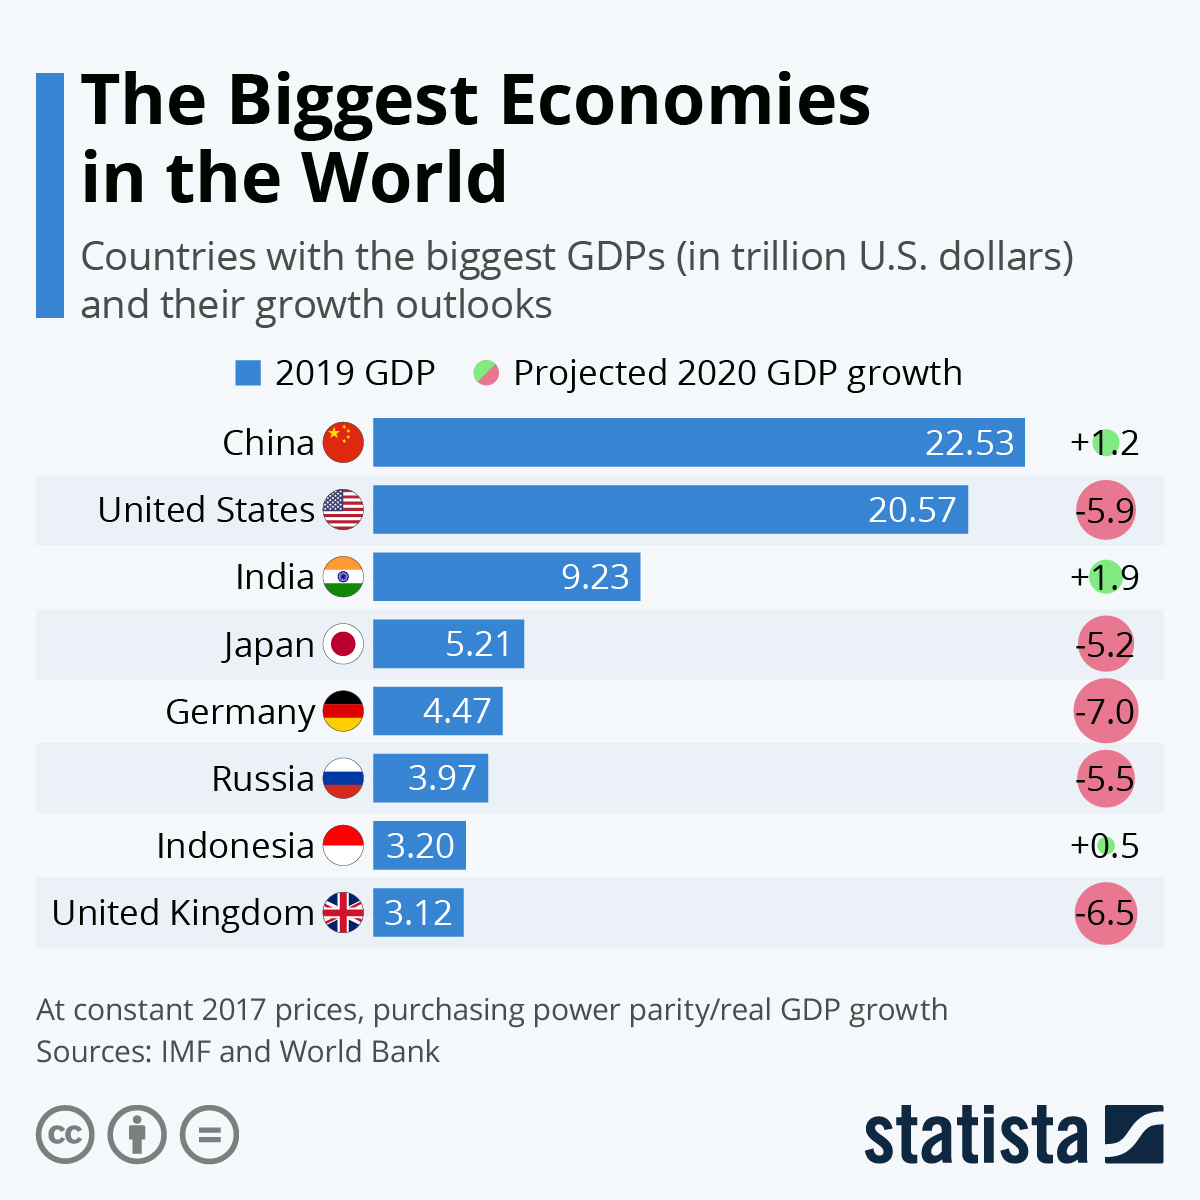 The Biggest Economies
in the World
Countries with the biggest GDPs (in trillion U.S. dollars)
and their growth outlooks
2019 GDP Projected 2020 GDP growth
China 22.53 +1.2
United States 20.57 -5.9
India 9.23 +1.9
Japan 5.21 -5.2
Germany 4.47 -7.0
Russia 3.97 -5.5
Indonesia 3.20 +0.5
United Kingdom 3.12 -6.5
At constant 2017 prices, purchasing power parity/real GDP growth
Sources: IMF and World Bank
cc = statista